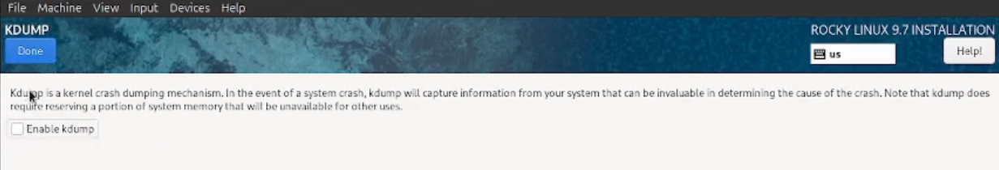 File Machine View Input Devices Help
KDUMP
ROCKY LINUX 9.7 INSTALLATION
Done
us
Help!
Kdump is a kernel crash dumping mechanism. In the event of a system crash, kdump will capture information from your system that can be invaluable in determining the cause of the crash. Note that kdump does
require reserving a portion of system memory that will be unavailable for other uses.
Enable kdump